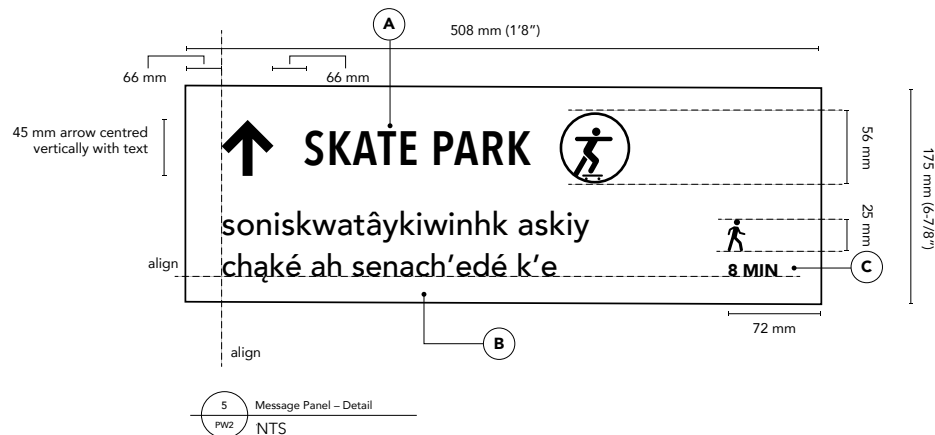 A
508 mm (1'8")
66 mm
66 mm
45 mm arrow centred
vertically with text
SKATE PARK
56 mm
175 mm (6-7/8")
soniskwatâykiwinhk askiy
25 mm
chą́ké ah senach'edé k'e
align
8 MIN
C
72 mm
B
align
5
Message Panel – Detail
PW2
NTS